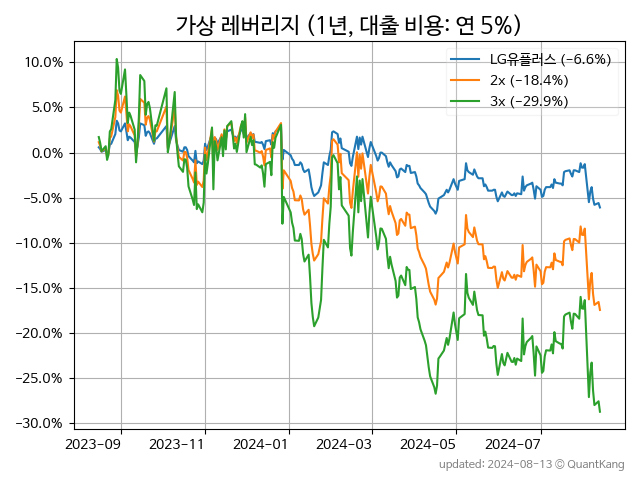 가상 레버리지 (1년, 대출 비용: 연 5%)
LG유플러스 (−6.6%)
2x (−18.4%)
3x (−29.9%)
10.0%
5.0%
0.0%
−5.0%
−10.0%
−15.0%
−20.0%
−25.0%
−30.0%
2023-09 2023-11 2024-01 2024-03 2024-05 2024-07
updated: 2024-08-13 © QuantKang